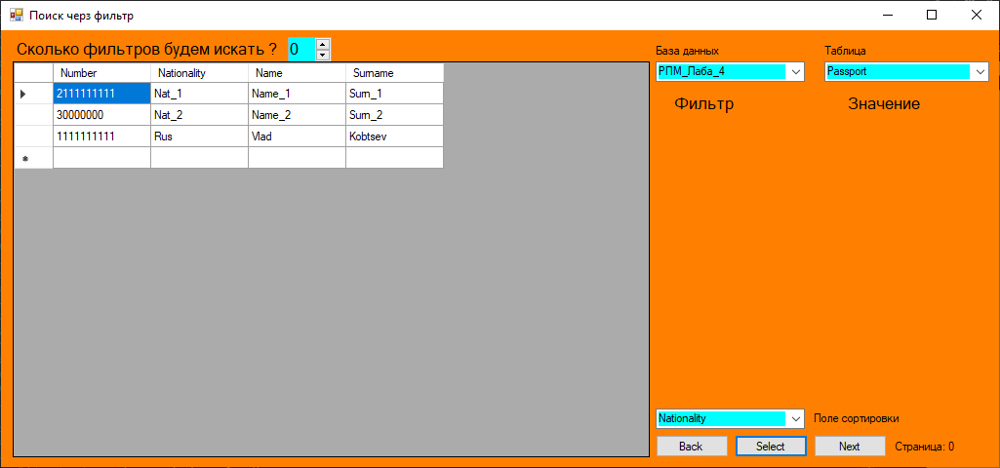 Поиск черз фильтр
Сколько фильтров будем искать ? 0
База данных Таблица
РПМ_Лаба_4 Passport
Фильтр Значение
Number Nationality Name Surname
2111111111 Nat_1 Name_1 Surn_1
30000000 Nat_2 Name_2 Surn_2
1111111111 Rus Vlad Kobtsev
Nationality Поле сортировки
Back Select Next Страница: 0